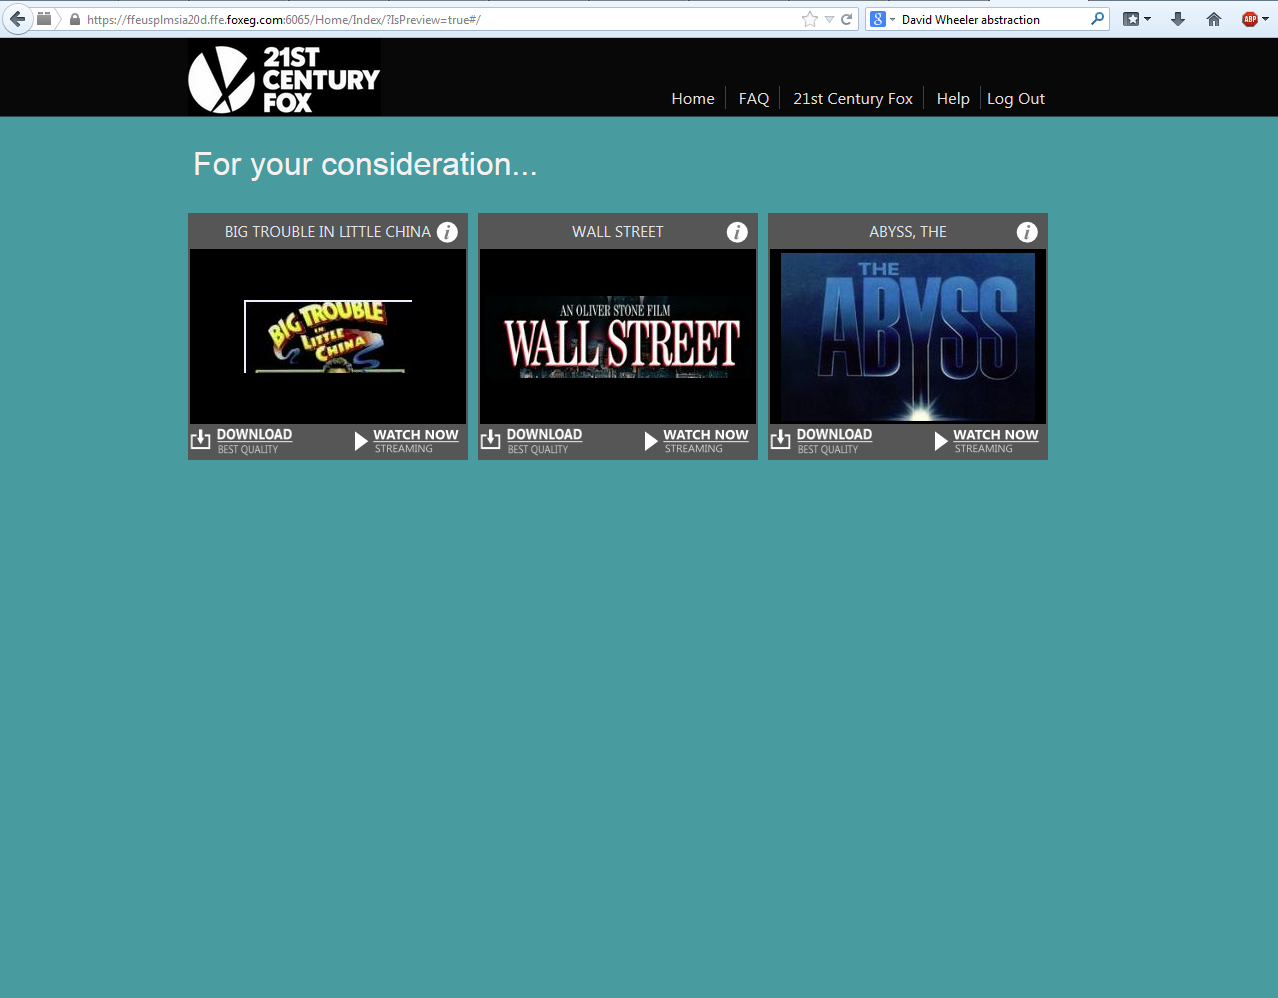 https://ffeusplmsia20d.ffe.foxeg.com:6065/Home/Index/?IsPreview=true#/
8
David Wheeler abstraction
ABP
21ST
CENTURY
FOX
Home
FAQ
21st Century Fox
Help
Log Out
For your consideration...
BIG TROUBLE IN LITTLE CHINA
i
WALL STREET
i
ABYSS, THE
i
BIG TROUBLE
IN
LITTLE
CHINA
AN OLIVER STONE FILM
WALL STREET
THE
ABYSS
DOWNLOAD
BEST QUALITY
WATCH NOW
STREAMING
DOWNLOAD
BEST QUALITY
WATCH NOW
STREAMING
DOWNLOAD
BEST QUALITY
WATCH NOW
STREAMING